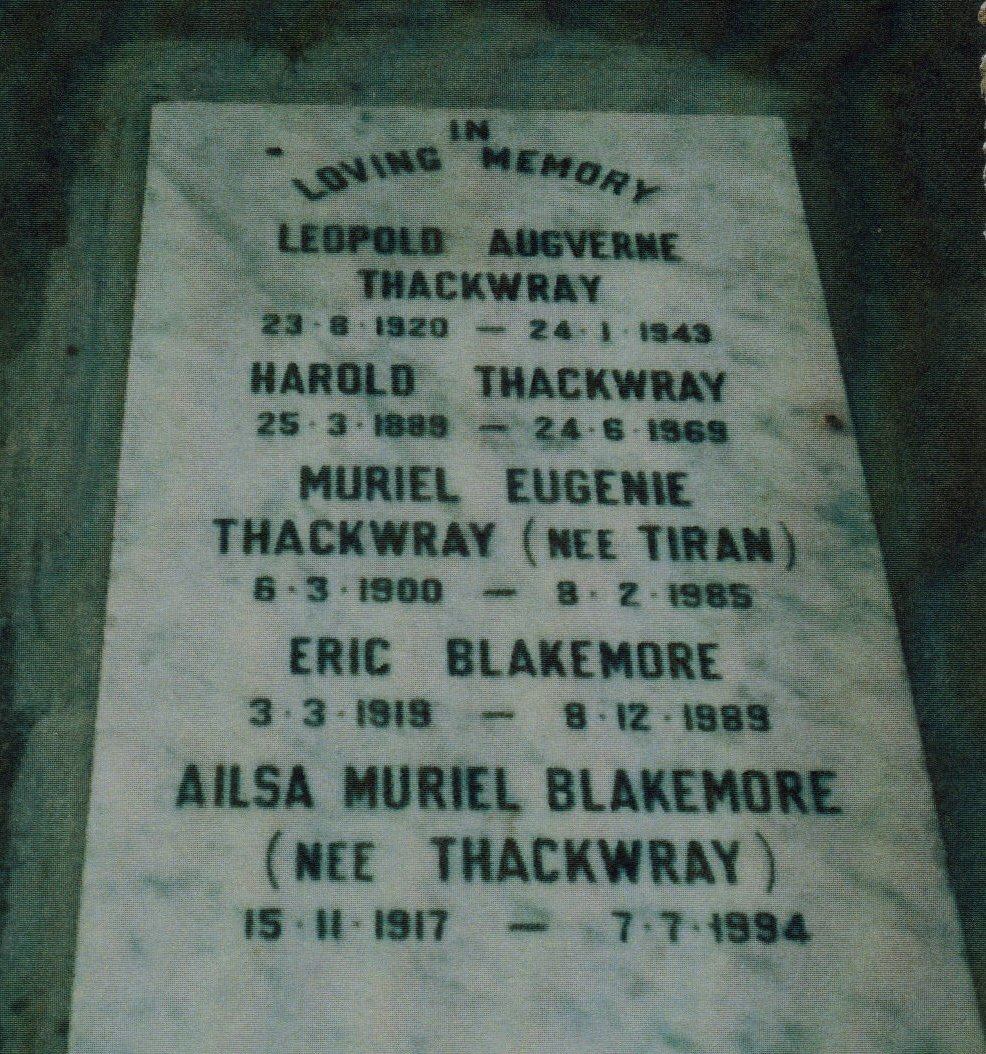 IN
LOVING MEMORY
LEOPOLD AUGVERNE
THACKWRAY
23·8·1920 — 24·1·1943
HAROLD THACKWRAY
25·3·1889 — 24·6·1969
MURIEL EUGENIE
THACKWRAY (NEE TIRAN)
6·3·1900 — 8·2·1985
ERIC BLAKEMORE
3·3·1919 — 8·12·1989
AILSA MURIEL BLAKEMORE
(NEE THACKWRAY)
15·11·1917 — 7·7·1994